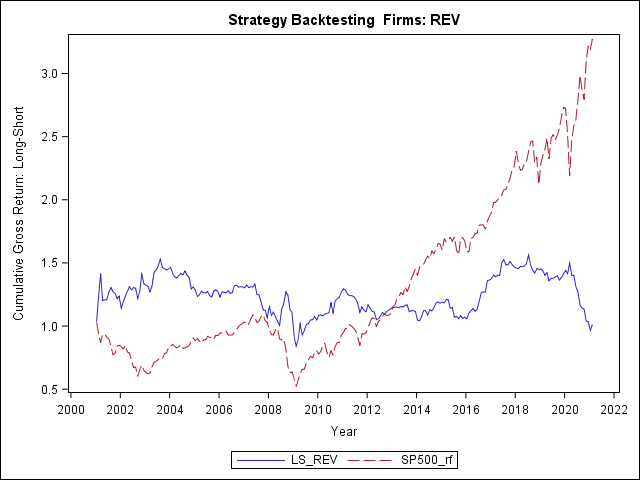 Strategy Backtesting  Firms: REV
Cumulative Gross Return: Long-Short
3.0
2.5
2.0
1.5
1.0
0.5
2000 2002 2004 2006 2008 2010 2012 2014 2016 2018 2020 2022
Year
LS_REV SP500_rf